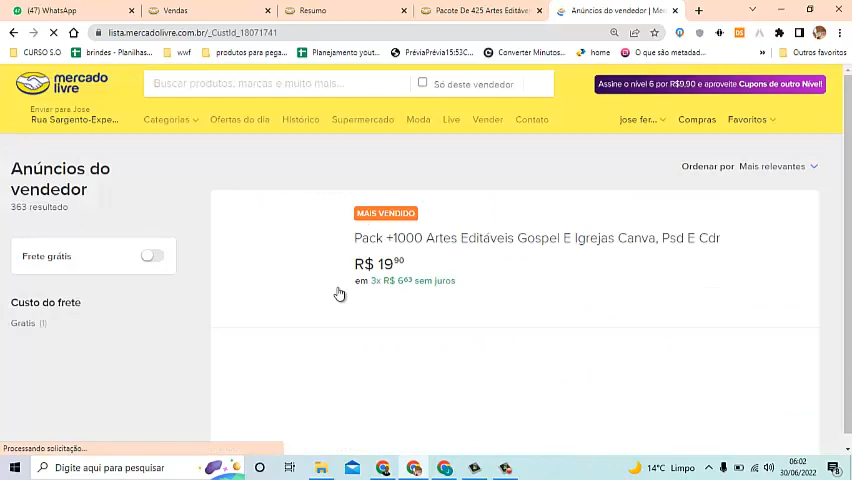 (47) WhatsApp
Vendas
Resumo
Pacote De 425 Artes Editáve
Anúncios do vendedor | Me
lista.mercadolivre.com.br/_CustId_18071741
CURSO S.O
brindes - Planilhas...
wwf
produtos para pega...
Planejamento yout...
PréviaPrévia15:53C...
Converter Minutos...
home
O que são metadad...
Outros favoritos
mercado
livre
Buscar produtos, marcas e muito mais...
Só deste vendedor
Assine o nível 6 por R$9,90 e aproveite Cupons de outro Nível!
Enviar para Jose
Rua Sargento-Expe...
Categorias
Ofertas do dia
Histórico
Supermercado
Moda
Live
Vender
Contato
jose fer...
Compras
Favoritos
Anúncios do
vendedor
363 resultado
Ordenar por Mais relevantes
Frete grátis
Custo do frete
Gratis (1)
MAIS VENDIDO
Pack +1000 Artes Editáveis Gospel E Igrejas Canva, Psd E Cdr
R$ 19 90
em 3x R$ 6 63 sem juros
Processando solicitação...
Digite aqui para pesquisar
14°C Limpo
06:02
30/06/2022